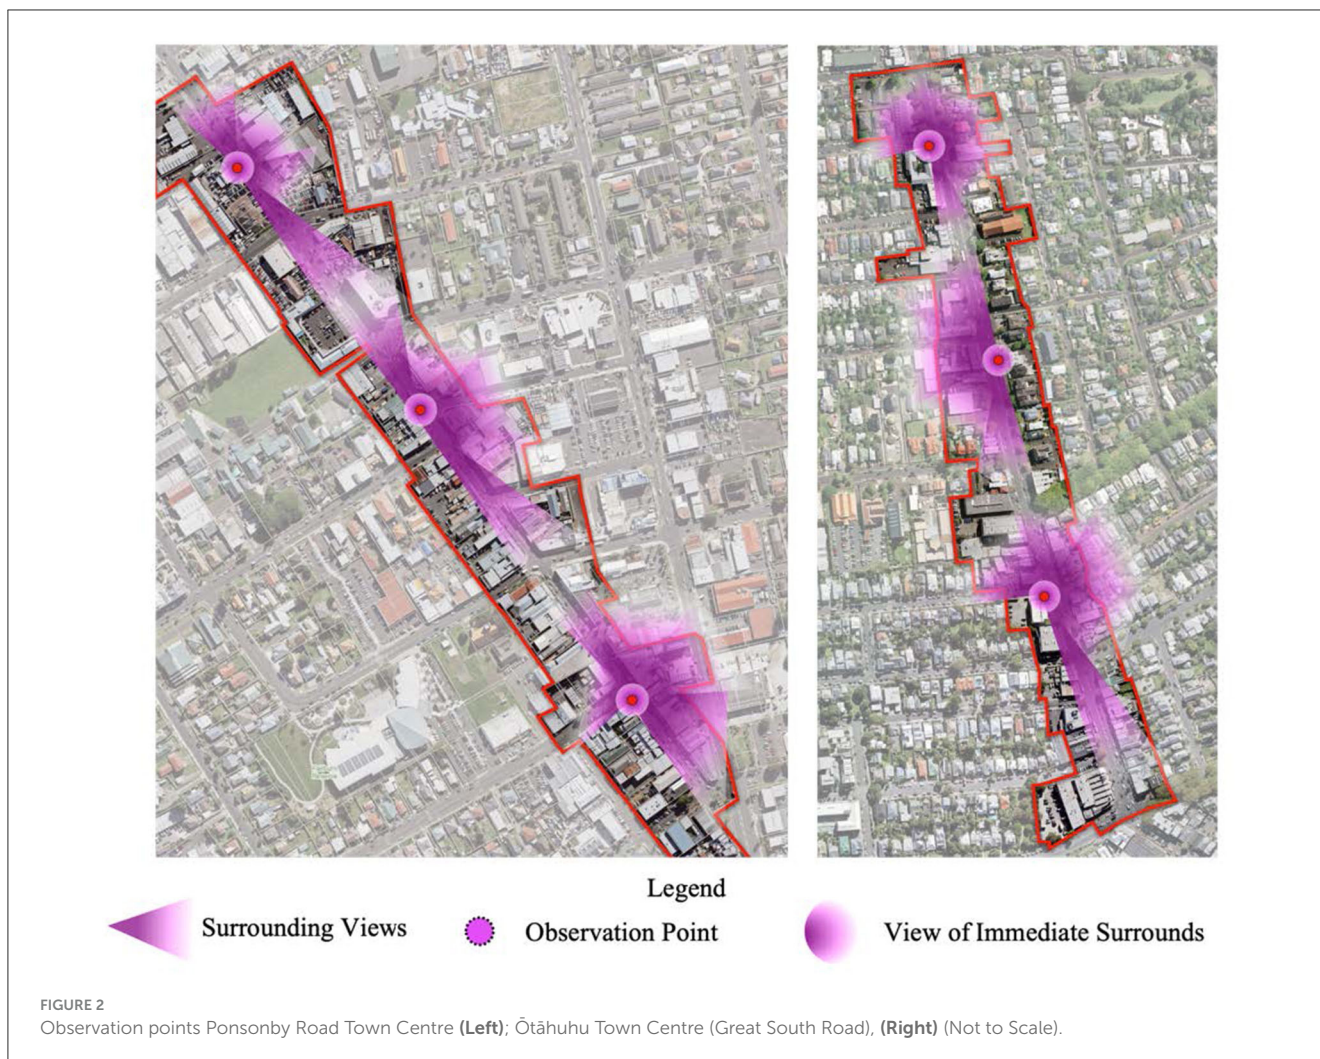 Legend
Surrounding Views
Observation Point
View of Immediate Surrounds
FIGURE 2
Observation points Ponsonby Road Town Centre (Left); Ōtāhuhu Town Centre (Great South Road), (Right) (Not to Scale).